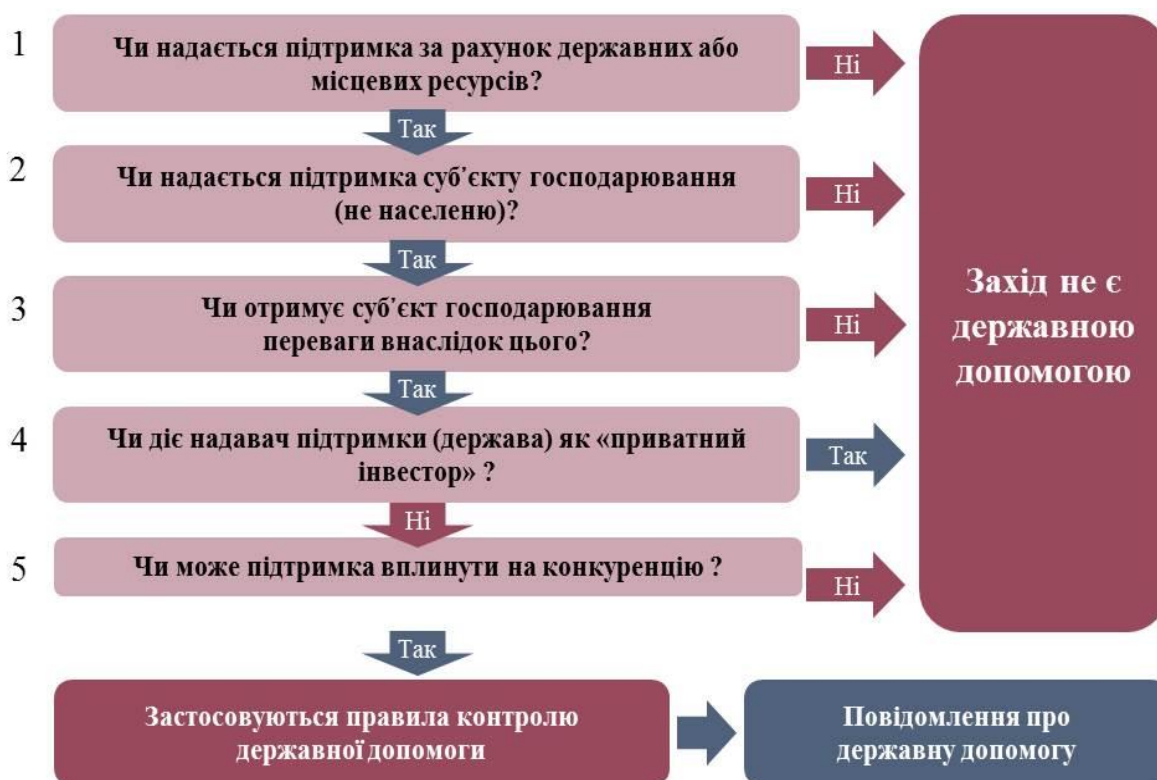 1
Чи надається підтримка за рахунок державних або
місцевих ресурсів?
Ні
Так
2
Чи надається підтримка суб'єкту господарювання
(не населеню)?
Ні
Так
3
Чи отримує суб'єкт господарювання
переваги внаслідок цього?
Ні
Так
4
Чи діє надавач підтримки (держава) як «приватний
інвестор» ?
Так
Ні
5
Чи може підтримка вплинути на конкуренцію ?
Ні
Так
Захід не є
державною
допомогою
Застосовуються правила контролю
державної допомоги
Повідомлення про
державну допомогу